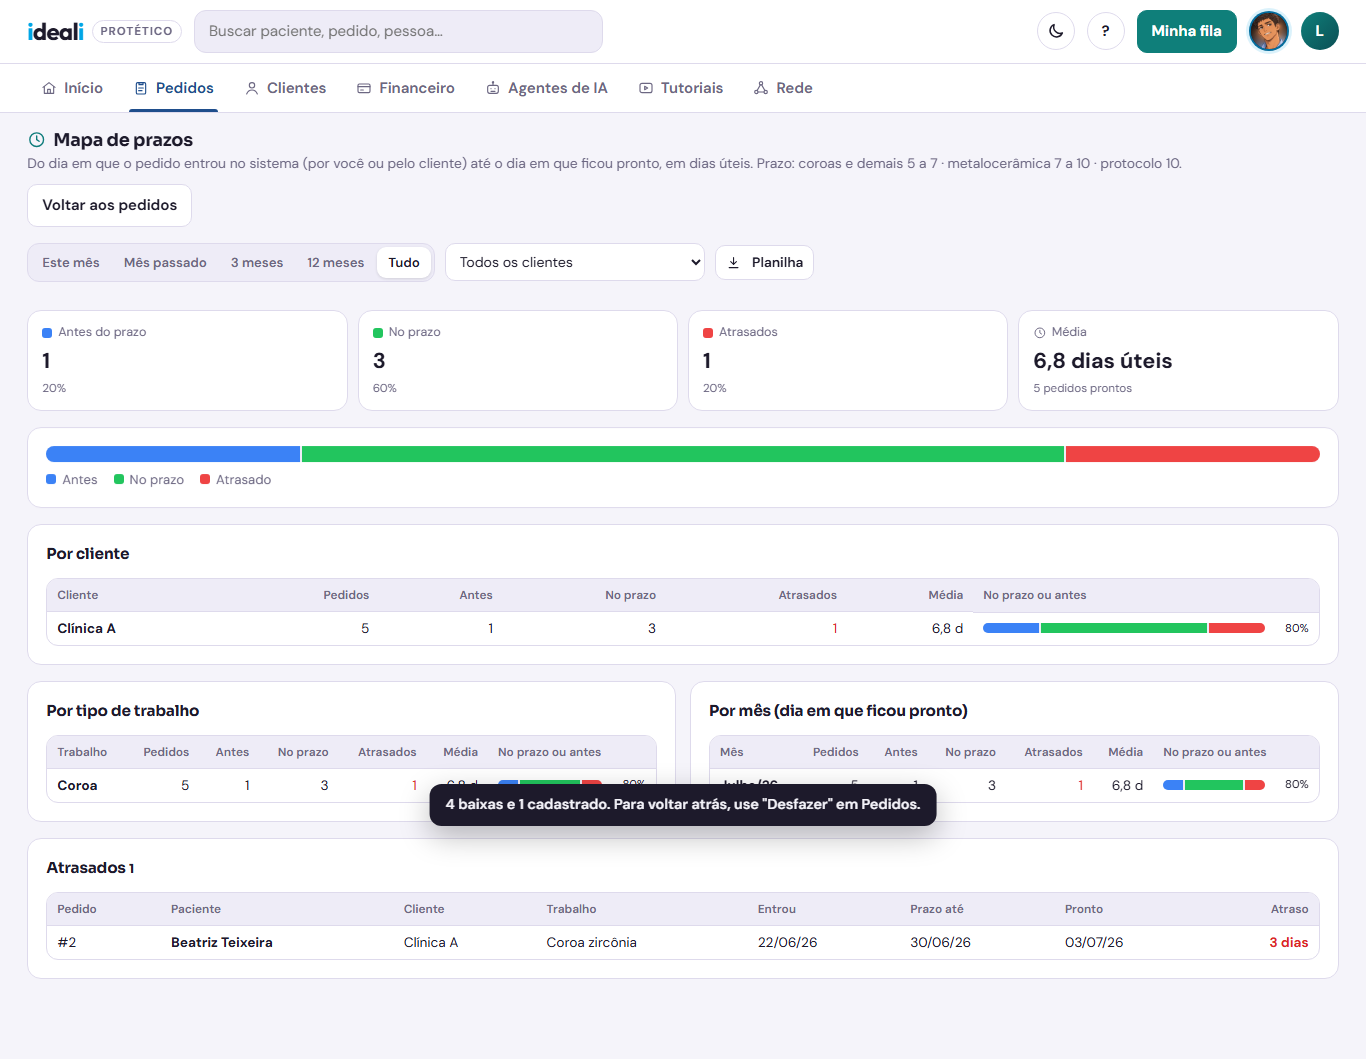 ideali PROTÉTICO Buscar paciente, pedido, pessoa... ? Minha fila L
Início Pedidos Clientes Financeiro Agentes de IA Tutoriais Rede
Mapa de prazos
Do dia em que o pedido entrou no sistema (por você ou pelo cliente) até o dia em que ficou pronto, em dias úteis. Prazo: coroas e demais 5 a 7 · metalocerâmica 7 a 10 · protocolo 10.
Voltar aos pedidos
Este mês Mês passado 3 meses 12 meses Tudo Todos os clientes Planilha
Antes do prazo
1
20%
No prazo
3
60%
Atrasados
1
20%
Média
6,8 dias úteis
5 pedidos prontos
Antes No prazo Atrasado
Por cliente
Cliente Pedidos Antes No prazo Atrasados Média No prazo ou antes
Clínica A 5 1 3 1 6,8 d 80%
Por tipo de trabalho
Trabalho Pedidos Antes No prazo Atrasados Média No prazo ou antes
Coroa 5 1 3 1 6,8 d 80%
Por mês (dia em que ficou pronto)
Mês Pedidos Antes No prazo Atrasados Média No prazo ou antes
Julho/26 5 1 3 1 6,8 d 80%
4 baixas e 1 cadastrado. Para voltar atrás, use "Desfazer" em Pedidos.
Atrasados 1
Pedido Paciente Cliente Trabalho Entrou Prazo até Pronto Atraso
#2 Beatriz Teixeira Clínica A Coroa zircônia 22/06/26 30/06/26 03/07/26 3 dias